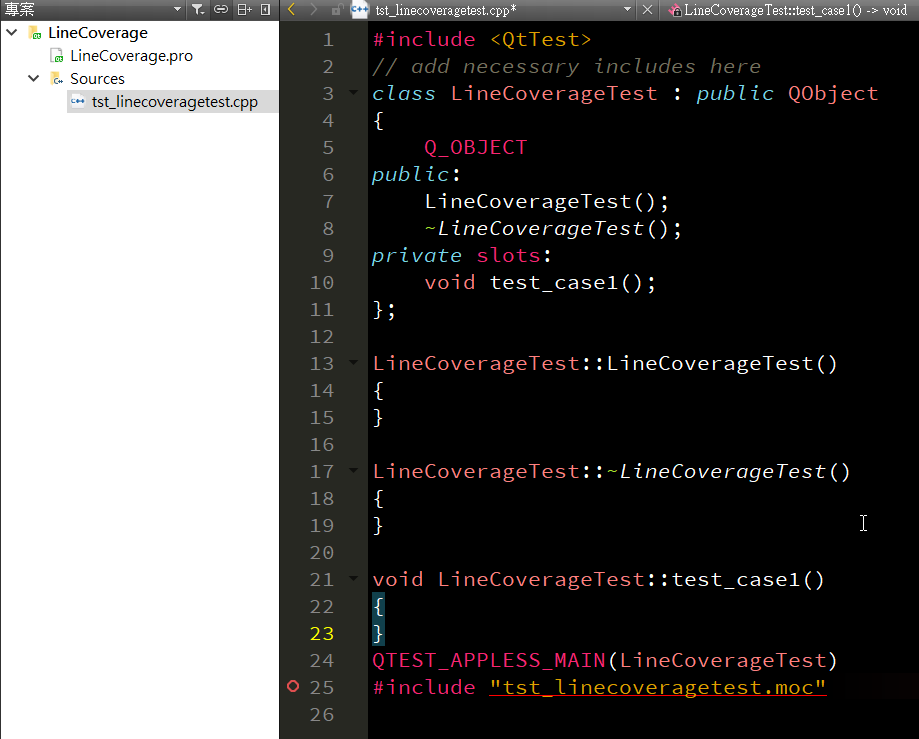 專案
tst_linecoveragetest.cpp*
LineCoverageTest::test_case1() -> void
LineCoverage
LineCoverage.pro
Sources
tst_linecoveragetest.cpp
1 #include <QtTest>
2 // add necessary includes here
3 class LineCoverageTest : public QObject
4 {
5 Q_OBJECT
6 public:
7 LineCoverageTest();
8 ~LineCoverageTest();
9 private slots:
10 void test_case1();
11 };
12
13 LineCoverageTest::LineCoverageTest()
14 {
15 }
16
17 LineCoverageTest::~LineCoverageTest()
18 {
19 }
20
21 void LineCoverageTest::test_case1()
22 {
23 }
24 QTEST_APPLESS_MAIN(LineCoverageTest)
25 #include "tst_linecoveragetest.moc"
26